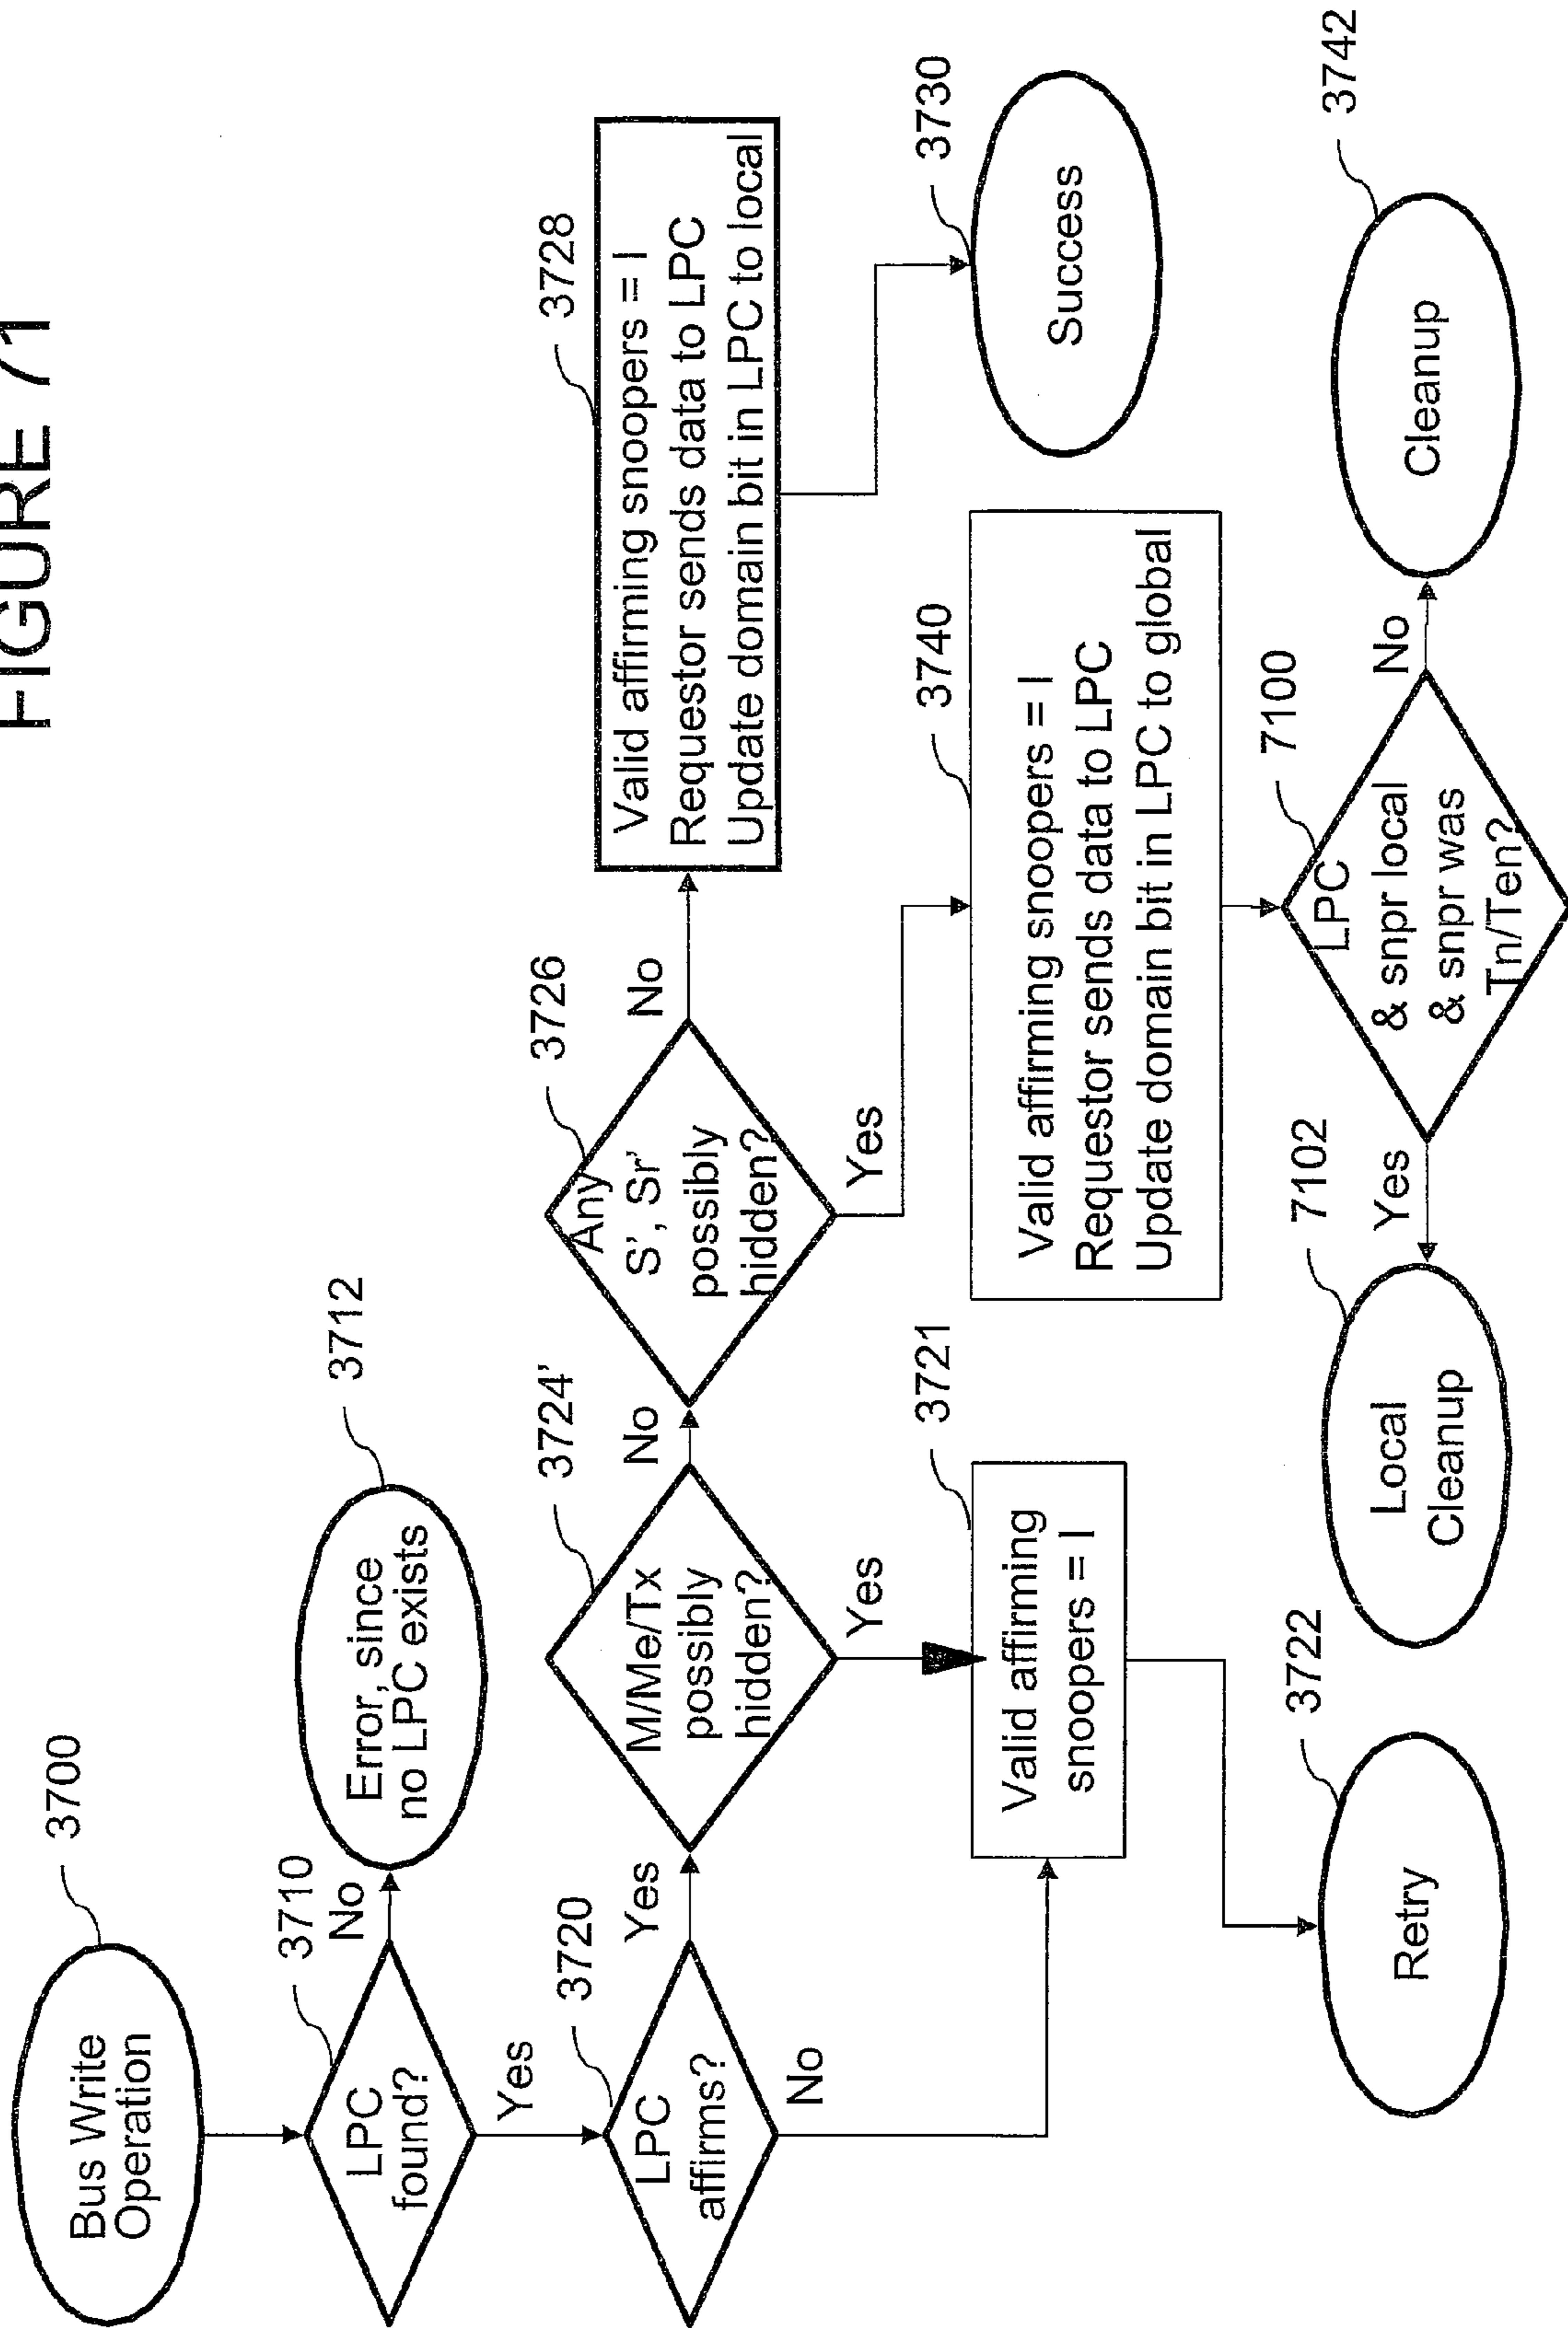 FIGURE 71
3700
Bus Write
Operation
3710
LPC
found?
No
3712
Error, since
no LPC exists
Yes
3720
LPC
affirms?
Yes
No
3724'
M/Me/Tx
possibly
hidden?
No
Yes
3726
Any
S', Sr'
possibly
hidden?
No
Yes
3728
Valid affirming snoopers = I
Requestor sends data to LPC
Update domain bit in LPC to local
3730
Success
3721
Valid affirming
snoopers = I
3722
Retry
3740
Valid affirming snoopers = I
Requestor sends data to LPC
Update domain bit in LPC to global
7100
LPC
& snpr local
& snpr was
Tn/Ten?
Yes
7102
Local
Cleanup
No
3742
Cleanup